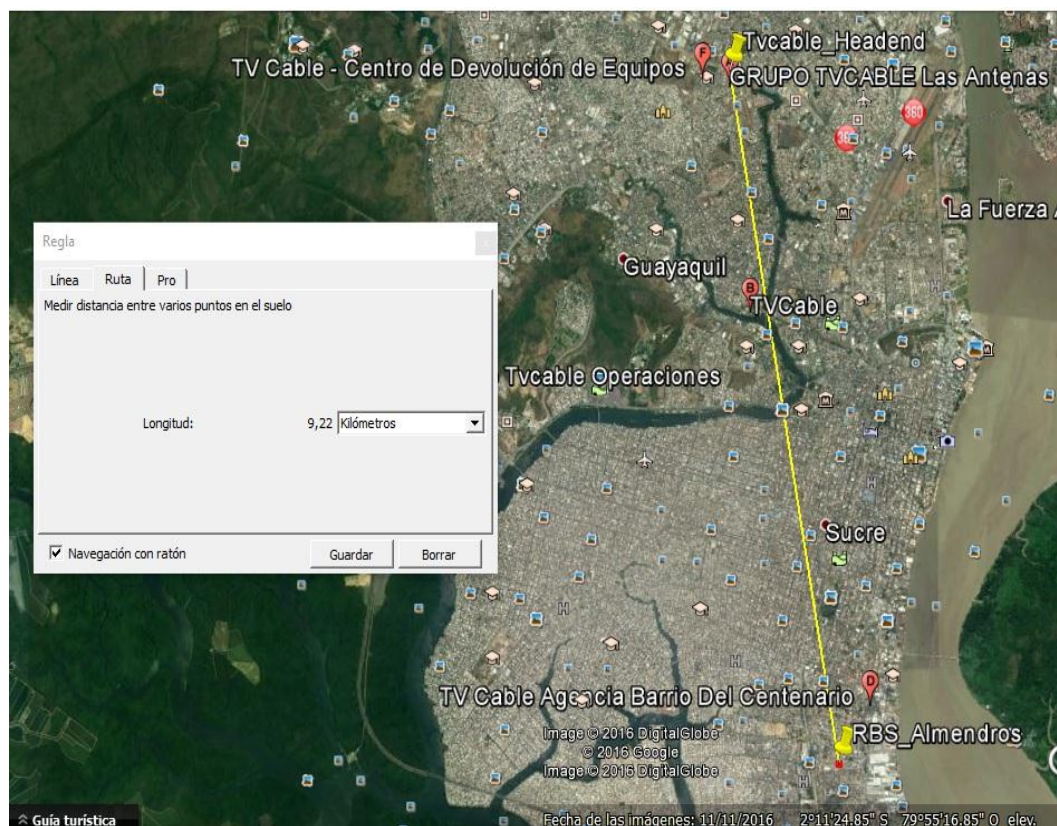 Tvcable_Headend
TV Cable - Centro de Devolución de Equipos
F
GRUPO TVCABLE Las Antenas
360
La Fuerza
Regla
Línea
Ruta
Pro
Medir distancia entre varios puntos en el suelo
Guayaquil
B
TVCable
Tvcable Operaciones
Longitud:
9,22
Kilómetros
Navegación con ratón
Guardar
Borrar
Sucre
D
TV Cable Agencia Barrio Del Centenario
RBS_Almendros
Image © 2016 DigitalGlobe
© 2016 Google
Image © 2016 DigitalGlobe
Guía turística
Fecha de las imágenes: 11/11/2016
2°11'24.85" S
79°55'16.85" O
elev.